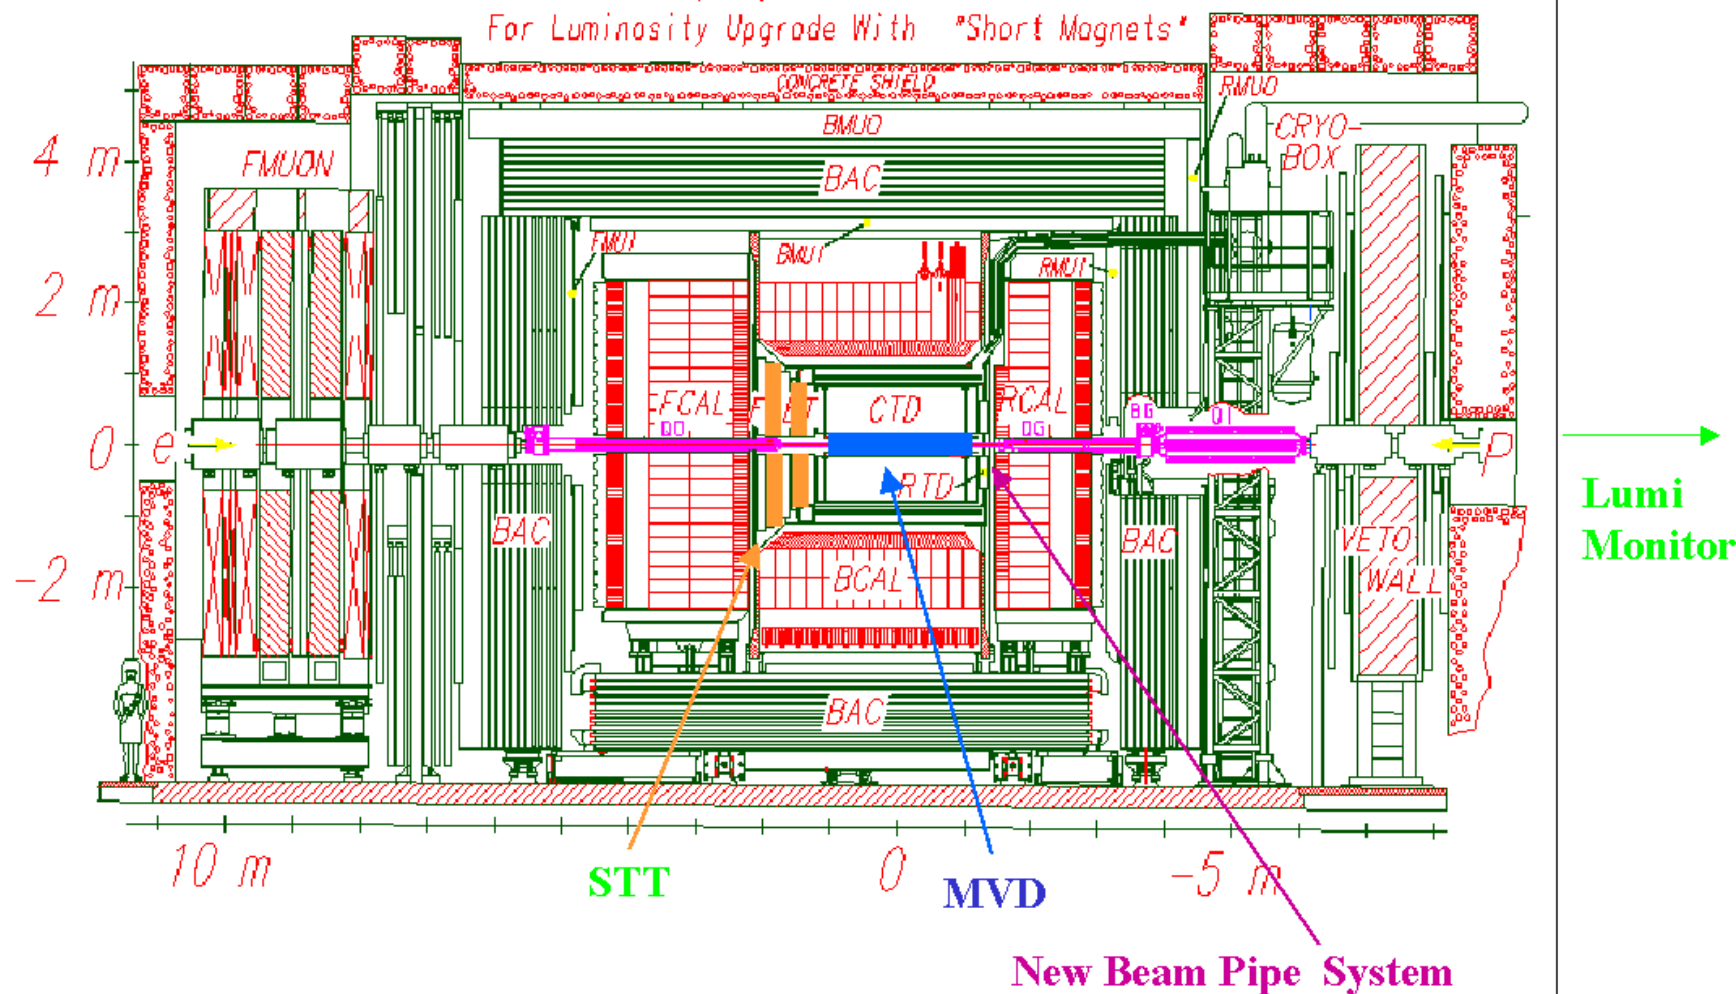 For Luminosity Upgrade With "Short Magnets"
CONCRETE SHIELD
RMUO
BMUO
CRYO-
BOX
4 m
FMUON
BAC
FMUI
BMUI
RMUI
2 m
FCAL
CTD
RCAL
BG
QI
0 e
P
Lumi
Monitor
RTD
BAC
BAC
VETO
WALL
-2 m
BCAL
BAC
10 m
0
-5 m
STT
MVD
New Beam Pipe System